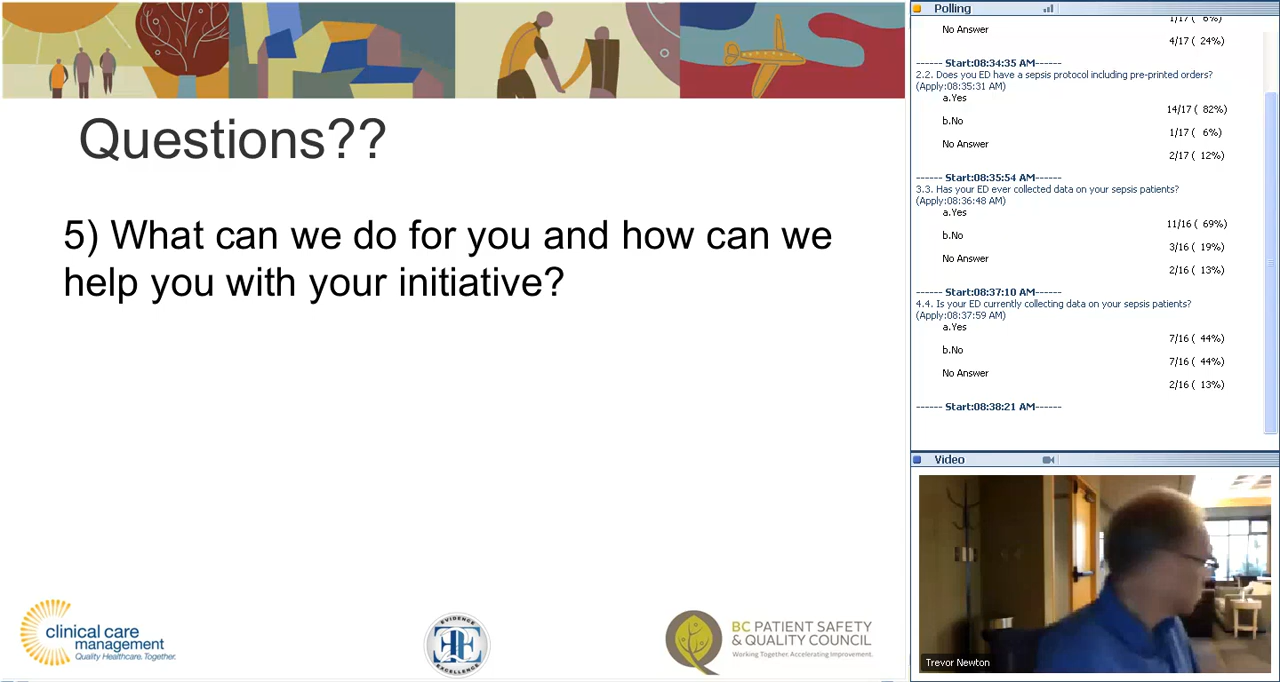 Questions??
5) What can we do for you and how can we
help you with your initiative?
clinical care
management
Quality Healthcare. Together.
EVIDENCE
EXCELLENCE
BC PATIENT SAFETY
& QUALITY COUNCIL
Working Together. Accelerating Improvement.
Polling
1/17 ( 6%)
No Answer
4/17 ( 24%)
------ Start:08:34:35 AM------
2.2. Does you ED have a sepsis protocol including pre-printed orders?
(Apply:08:35:31 AM)
a.Yes
14/17 ( 82%)
b.No
1/17 ( 6%)
No Answer
2/17 ( 12%)
------ Start:08:35:54 AM------
3.3. Has your ED ever collected data on your sepsis patients?
(Apply:08:36:48 AM)
a.Yes
11/16 ( 69%)
b.No
3/16 ( 19%)
No Answer
2/16 ( 13%)
------ Start:08:37:10 AM------
4.4. Is your ED currently collecting data on your sepsis patients?
(Apply:08:37:59 AM)
a.Yes
7/16 ( 44%)
b.No
7/16 ( 44%)
No Answer
2/16 ( 13%)
------ Start:08:38:21 AM------
Video
Trevor Newton